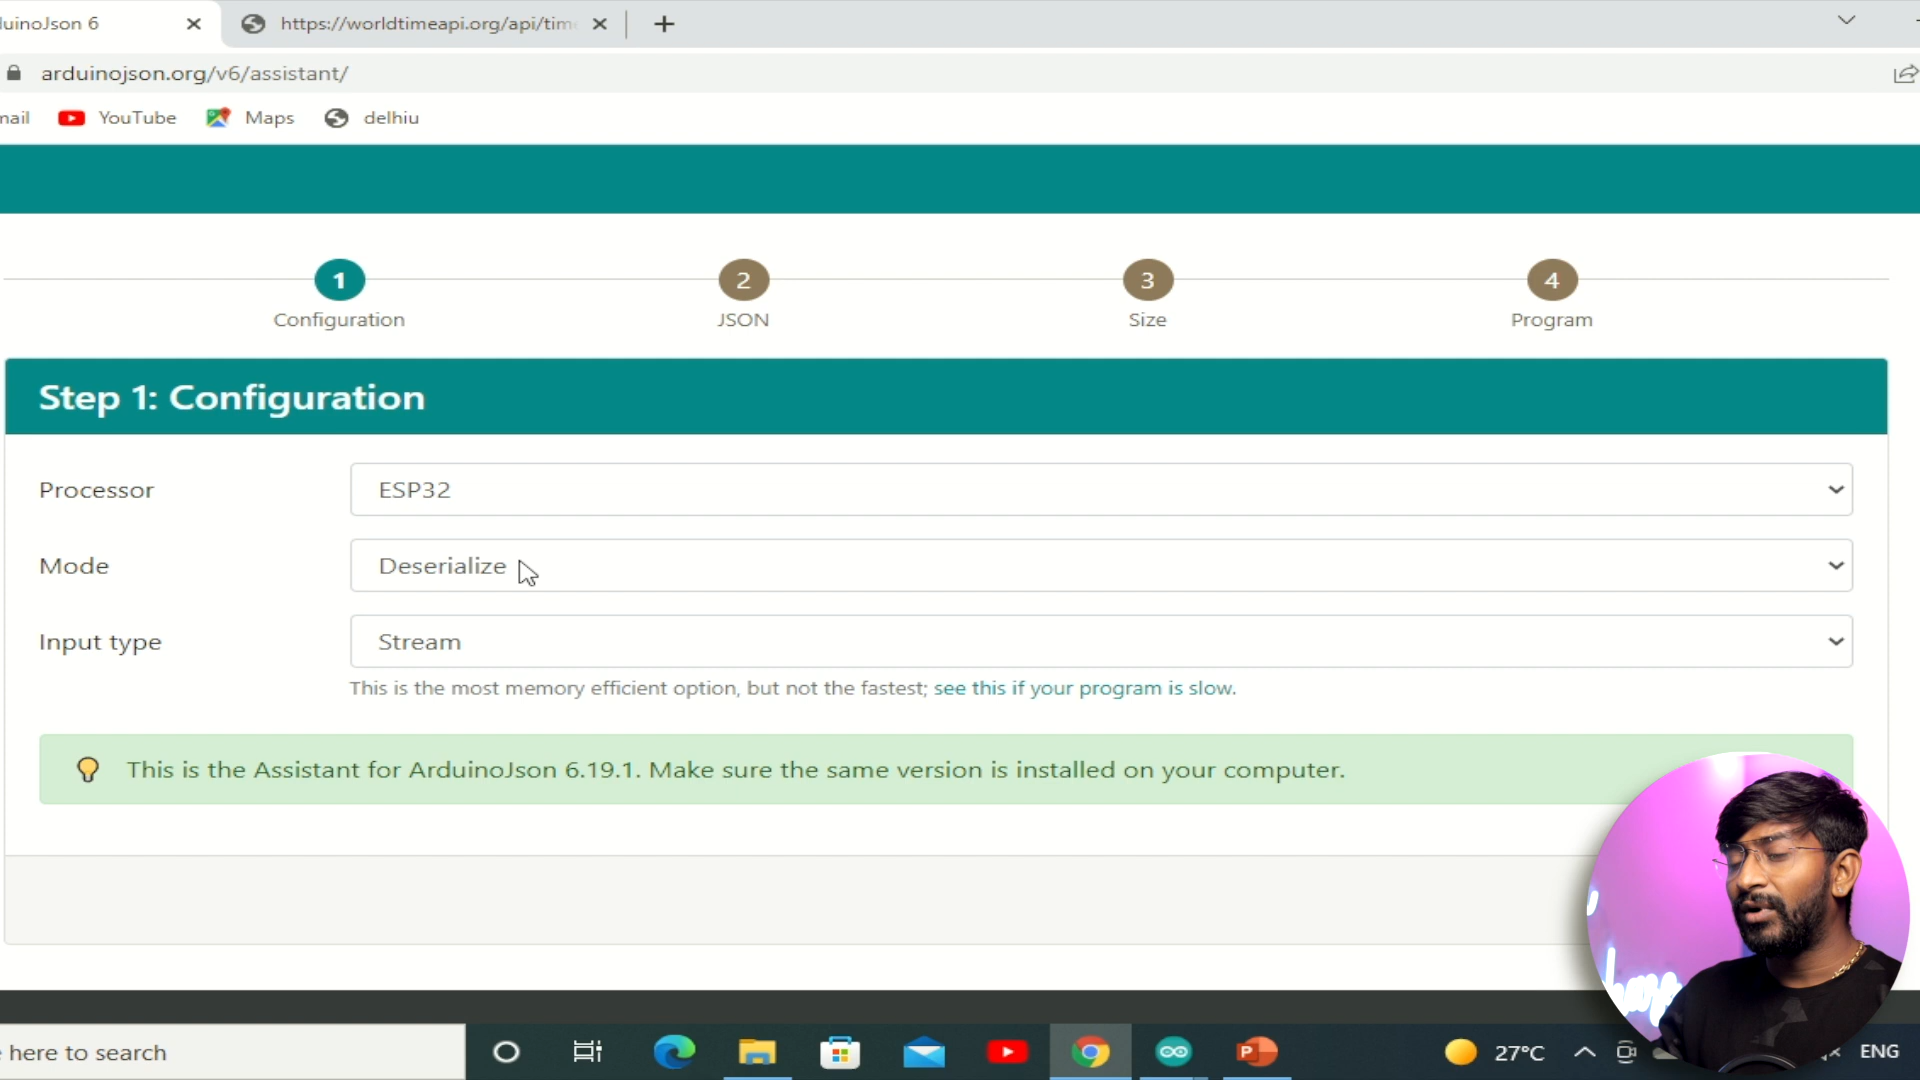 duinoJson 6
https://worldtimeapi.org/api/tim
arduinojson.org/v6/assistant/
mail YouTube Maps delhiu
1 2 3 4
Configuration JSON Size Program
Step 1: Configuration
Processor ESP32
Mode Deserialize
Input type Stream
This is the most memory efficient option, but not the fastest; see this if your program is slow.
This is the Assistant for ArduinoJson 6.19.1. Make sure the same version is installed on your computer.
here to search
27°C ENG